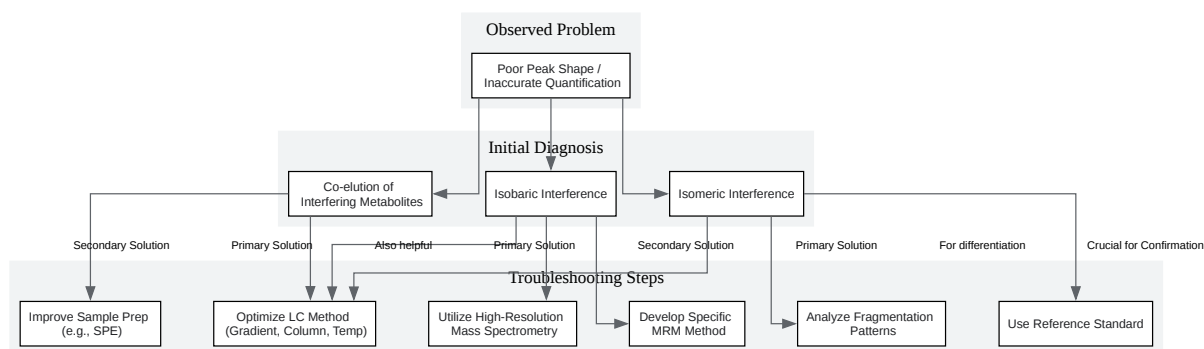 Observed Problem
Poor Peak Shape /
Inaccurate Quantification
Initial Diagnosis
Co-elution of
Interfering Metabolites
Isobaric Interference
Isomeric Interference
Secondary Solution
Primary Solution
Also helpful
Primary Solution
Secondary Solution
Primary Solution
For differentiation
Crucial for Confirmation
Troubleshooting Steps
Improve Sample Prep
(e.g., SPE)
Optimize LC Method
(Gradient, Column, Temp)
Utilize High-Resolution
Mass Spectrometry
Develop Specific
MRM Method
Analyze Fragmentation
Patterns
Use Reference Standard